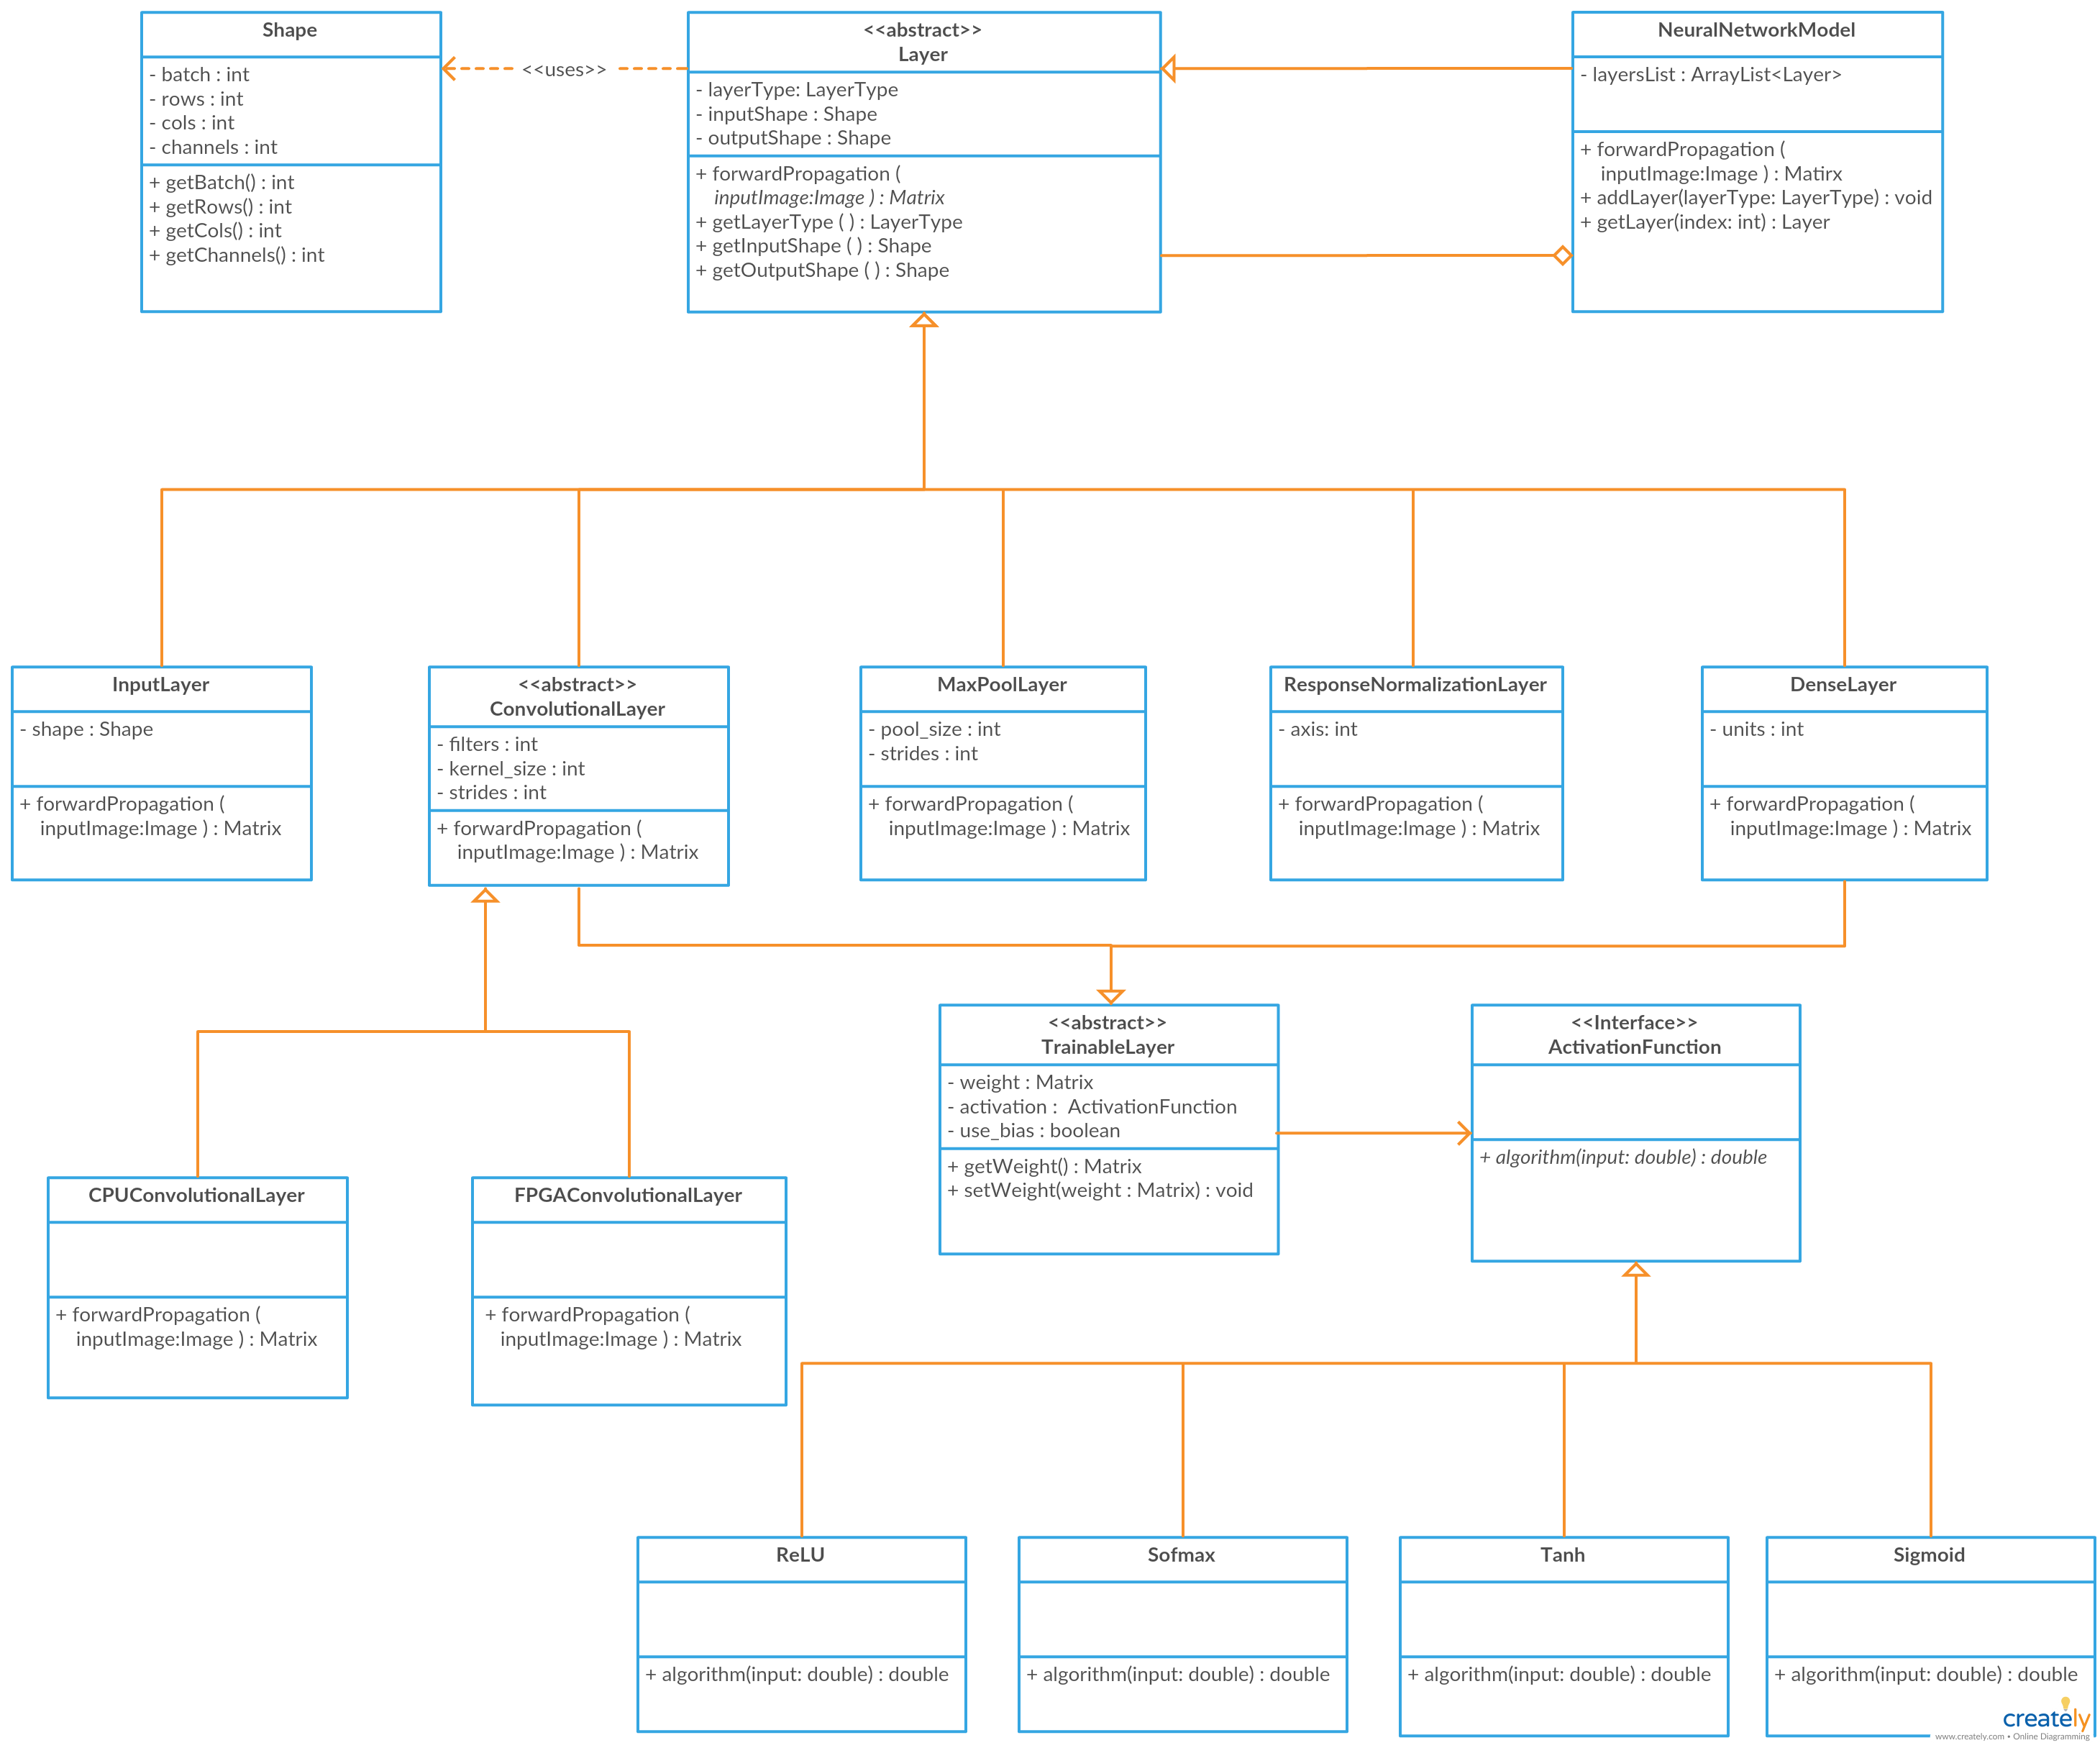 Shape
- batch : int
- rows : int
- cols : int
- channels : int
+ getBatch() : int
+ getRows() : int
+ getCols() : int
+ getChannels() : int
<<uses>>
<<abstract>>
Layer
- layerType: LayerType
- inputShape : Shape
- outputShape : Shape
+ forwardPropagation (
inputImage:Image ) : Matrix
+ getLayerType ( ) : LayerType
+ getInputShape ( ) : Shape
+ getOutputShape ( ) : Shape
NeuralNetworkModel
- layersList : ArrayList<Layer>
+ forwardPropagation (
inputImage:Image ) : Matirx
+ addLayer(layerType: LayerType) : void
+ getLayer(index: int) : Layer
InputLayer
- shape : Shape
+ forwardPropagation (
inputImage:Image ) : Matrix
<<abstract>>
ConvolutionalLayer
- filters : int
- kernel_size : int
- strides : int
+ forwardPropagation (
inputImage:Image ) : Matrix
MaxPoolLayer
- pool_size : int
- strides : int
+ forwardPropagation (
inputImage:Image ) : Matrix
ResponseNormalizationLayer
- axis: int
+ forwardPropagation (
inputImage:Image ) : Matrix
DenseLayer
- units : int
+ forwardPropagation (
inputImage:Image ) : Matrix
<<abstract>>
TrainableLayer
- weight : Matrix
- activation :  ActivationFunction
- use_bias : boolean
+ getWeight() : Matrix
+ setWeight(weight : Matrix) : void
<<Interface>>
ActivationFunction
+ algorithm(input: double) : double
CPUConvolutionalLayer
+ forwardPropagation (
inputImage:Image ) : Matrix
FPGAConvolutionalLayer
+ forwardPropagation (
inputImage:Image ) : Matrix
ReLU
+ algorithm(input: double) : double
Sofmax
+ algorithm(input: double) : double
Tanh
+ algorithm(input: double) : double
Sigmoid
+ algorithm(input: double) : double
creately
www.creately.com • Online Diagramming